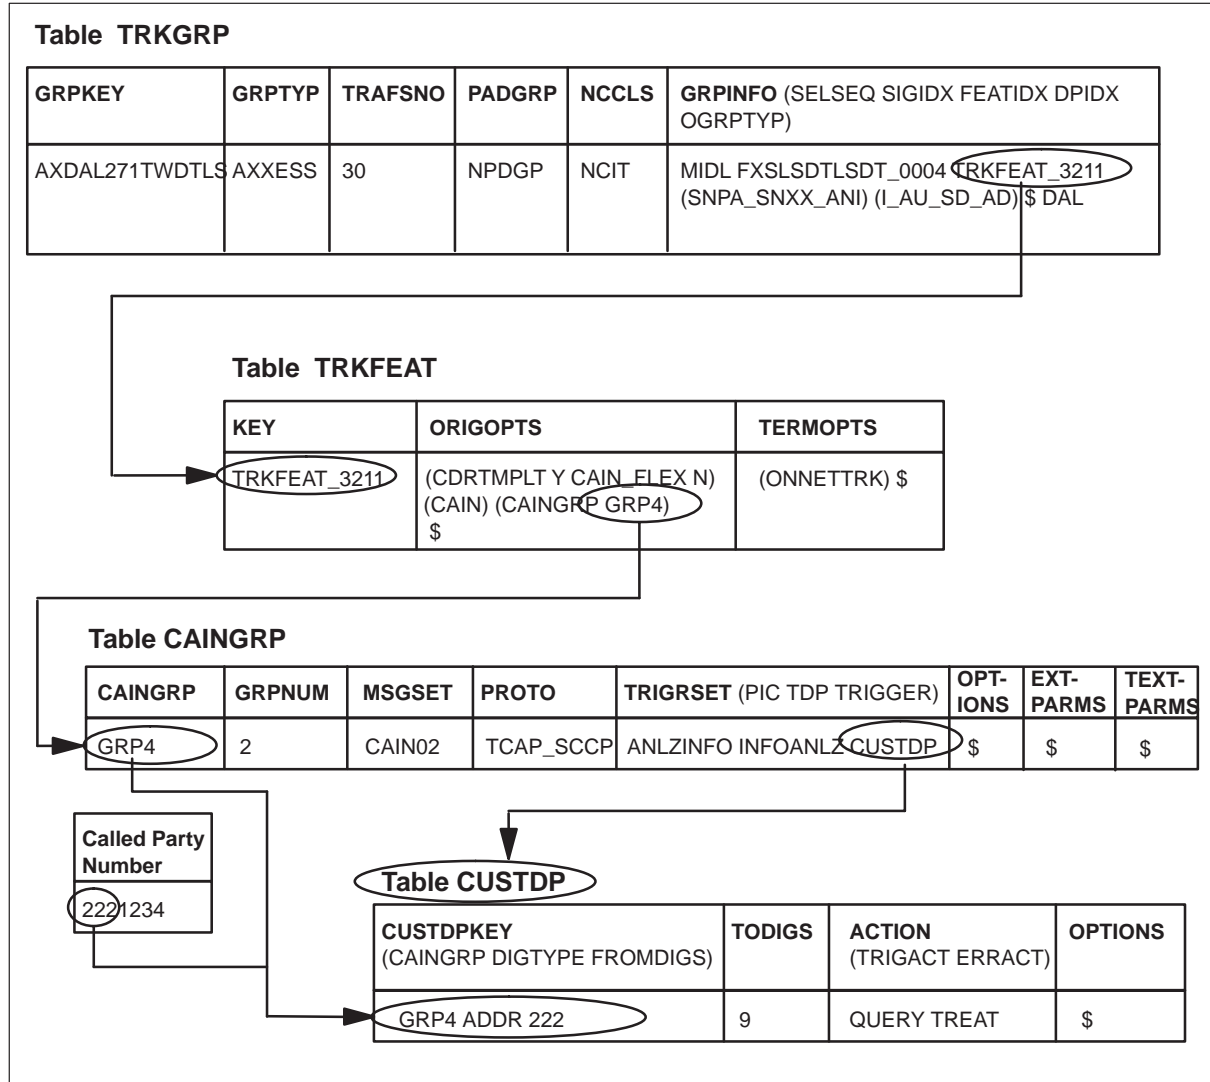 Table TRKGRP
GRPKEY GRPTYP TRAFSNO PADGRP NCCLS GRPINFO (SELSEQ SIGIDX FEATIDX DPIDX
OGRPTYP)
AXDAL271TWDTLS AXXESS 30 NPDGP NCIT MIDL FXSLSDTLSDT_0004 TRKFEAT_3211
(SNPA_SNXX_ANI) (I_AU_SD_AD) $ DAL
Table TRKFEAT
KEY ORIGOPTS TERMOPTS
TRKFEAT_3211 (CDRTMPLT Y CAIN_FLEX N) (ONNETTRK) $
(CAIN) (CAINGRP GRP4)
$
Table CAINGRP
CAINGRP GRPNUM MSGSET PROTO TRIGRSET (PIC TDP TRIGGER) OPT- EXT- TEXT-
IONS PARMS PARMS
GRP4 2 CAIN02 TCAP_SCCP ANLZINFO INFOANLZ CUSTDP $ $ $
Called Party
Number
2221234
Table CUSTDP
CUSTDPKEY TODIGS ACTION OPTIONS
(CAINGRP DIGTYPE FROMDIGS) (TRIGACT ERRACT)
GRP4 ADDR 222 9 QUERY TREAT $